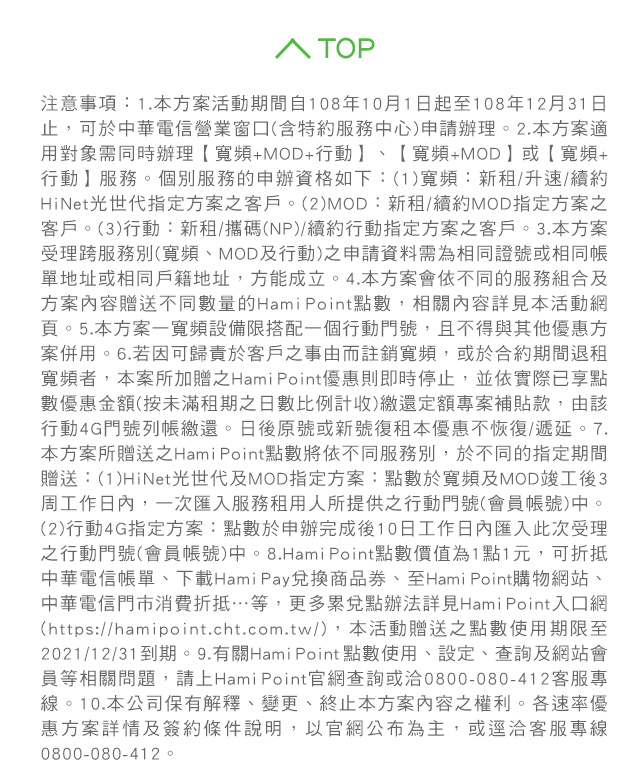 TOP
注意事項：1.本方案活動期間自108年10月1日起至108年12月31日
止，可於中華電信營業窗口(含特約服務中心)申請辦理。2.本方案適
用對象需同時辦理【寬頻+MOD+行動】、【寬頻+MOD】或【寬頻+
行動】服務。個別服務的申辦資格如下：(1)寬頻：新租/升速/續約
HiNet光世代指定方案之客戶。(2)MOD：新租/續約MOD指定方案之
客戶。(3)行動：新租/攜碼(NP)/續約行動指定方案之客戶。3.本方案
受理跨服務別(寬頻、MOD及行動)之申請資料需為相同證號或相同帳
單地址或相同戶籍地址，方能成立。4.本方案會依不同的服務組合及
方案內容贈送不同數量的Hami Point點數，相關內容詳見本活動網
頁。5.本方案一寬頻設備限搭配一個行動門號，且不得與其他優惠方
案併用。6.若因可歸責於客戶之事由而註銷寬頻，或於合約期間退租
寬頻者，本案所加贈之Hami Point優惠則即時停止，並依實際已享點
數優惠金額(按未滿租期之日數比例計收)繳還定額專案補貼款，由該
行動4G門號列帳繳還。日後原號或新號復租本優惠不恢復/遞延。7.
本方案所贈送之Hami Point點數將依不同服務別，於不同的指定期間
贈送：(1)HiNet光世代及MOD指定方案：點數於寬頻及MOD竣工後3
周工作日內，一次匯入服務租用人所提供之行動門號(會員帳號)中。
(2)行動4G指定方案：點數於申辦完成後10日工作日內匯入此次受理
之行動門號(會員帳號)中。8.Hami Point點數價值為1點1元，可折抵
中華電信帳單、下載Hami Pay兌換商品券、至Hami Point購物網站、
中華電信門市消費折抵…等，更多累兌點辦法詳見Hami Point入口網
(https://hamipoint.cht.com.tw/)，本活動贈送之點數使用期限至
2021/12/31到期。9.有關Hami Point 點數使用、設定、查詢及網站會
員等相關問題，請上Hami Point官網查詢或洽0800-080-412客服專
線。10.本公司保有解釋、變更、終止本方案內容之權利。各速率優
惠方案詳情及簽約條件說明，以官網公布為主，或逕洽客服專線
0800-080-412。